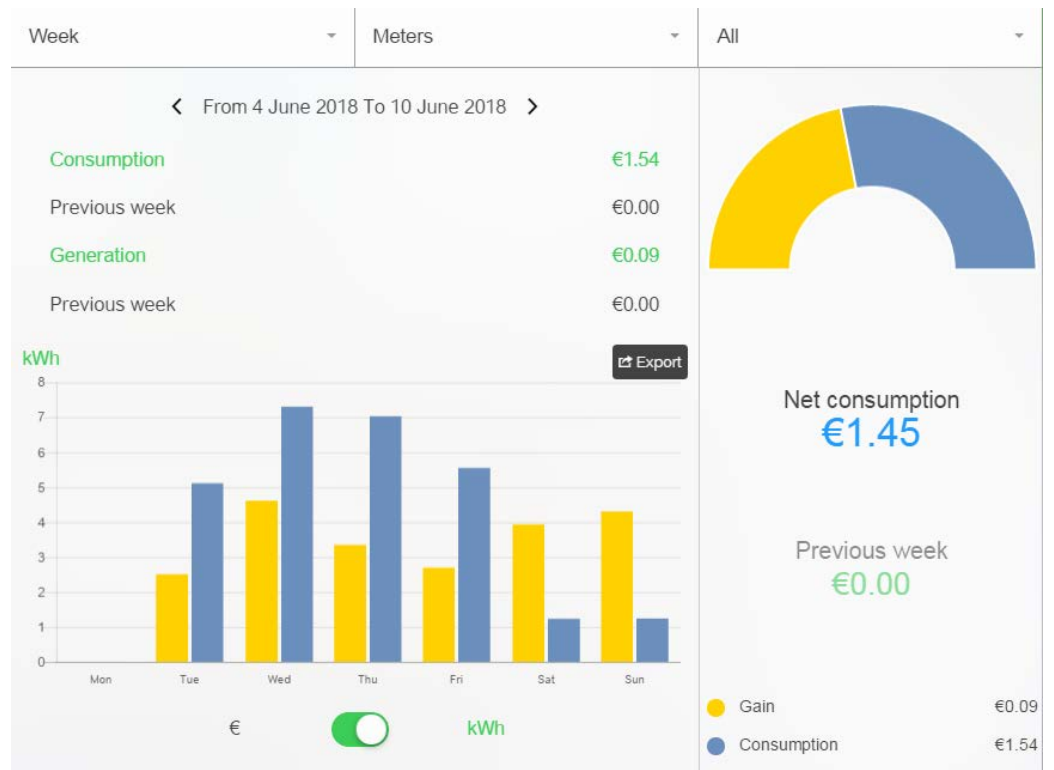 Week
Meters
All
From 4 June 2018 To 10 June 2018
Consumption €1.54
Previous week €0.00
Generation €0.09
Previous week €0.00
kWh
Export
8
7
6
5
4
3
2
1
0
Mon Tue Wed Thu Fri Sat Sun
€ kWh
Net consumption
€1.45
Previous week
€0.00
Gain €0.09
Consumption €1.54